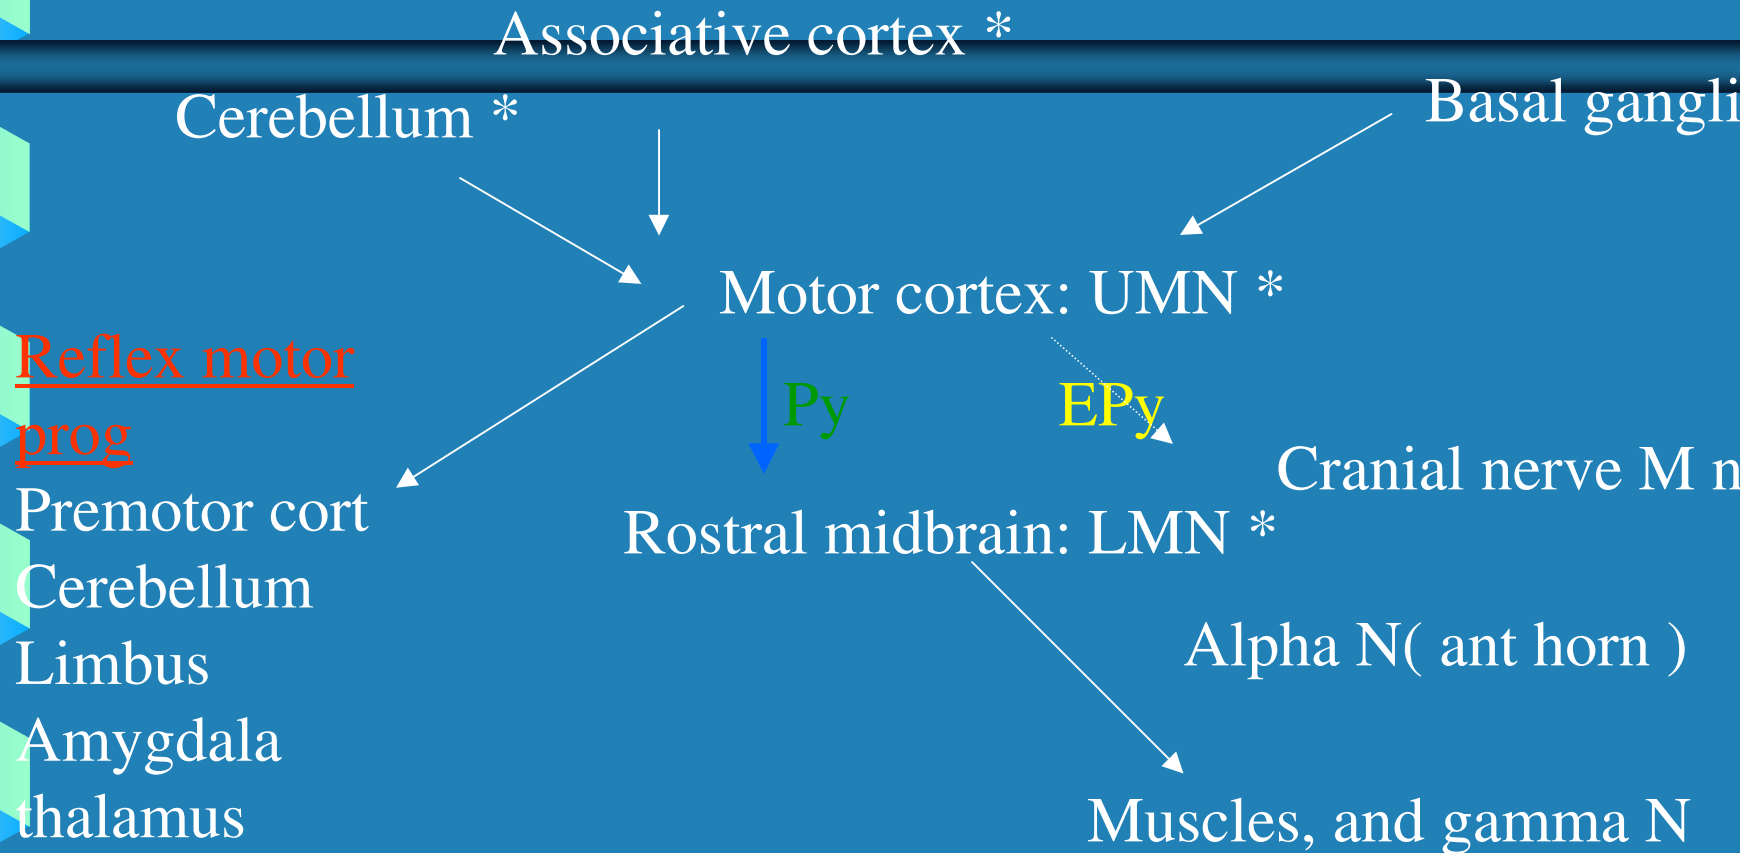 Associative cortex *
Cerebellum *
Basal gangli
Motor cortex: UMN *
Reflex motor
prog
Py
EPy
Premotor cort
Cerebellum
Limbus
Amygdala
thalamus
Cranial nerve M n
Rostral midbrain: LMN *
Alpha N( ant horn )
Muscles, and gamma N